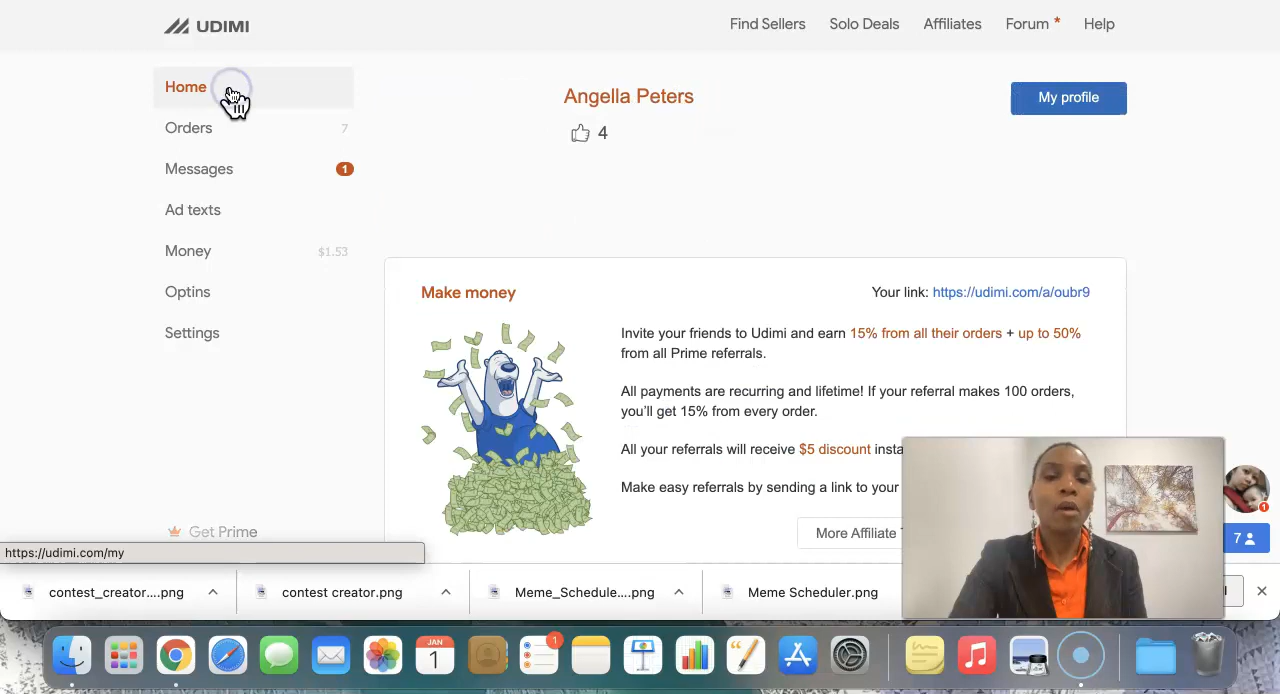 UDIMI
Find Sellers
Solo Deals
Affiliates
Forum *
Help
Home
Orders 7
Messages 1
Ad texts
Money $1.53
Optins
Settings
Get Prime
Angella Peters
4
My profile
Make money
Your link: https://udimi.com/a/oubr9
Invite your friends to Udimi and earn 15% from all their orders + up to 50%
from all Prime referrals.
All payments are recurring and lifetime! If your referral makes 100 orders,
you'll get 15% from every order.
All your referrals will receive $5 discount insta
Make easy referrals by sending a link to your
More Affiliate
1
7
https://udimi.com/my
contest_creator....png
contest creator.png
Meme_Schedule....png
Meme Scheduler.png
JAN
1
1